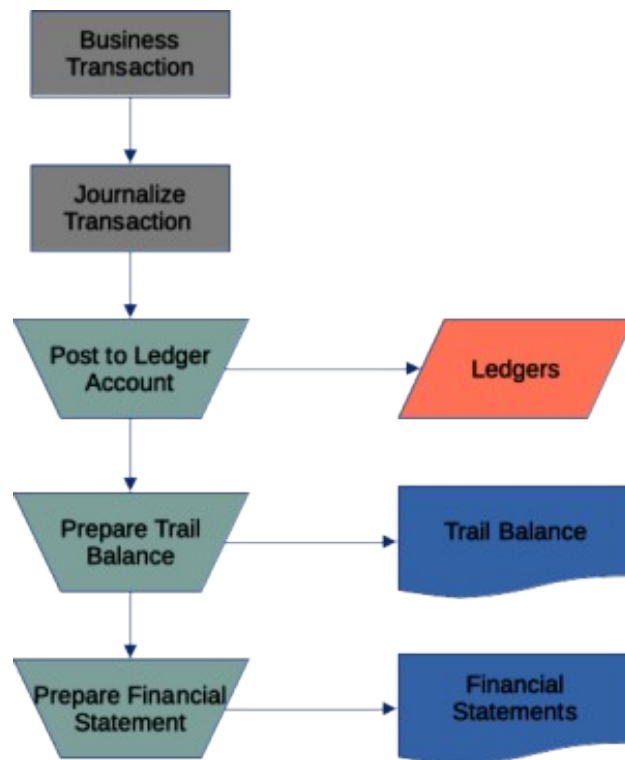 Business
Transaction
Journalize
Transaction
Post to Ledger
Account
Ledgers
Prepare Trail
Balance
Trail Balance
Prepare Financial
Statement
Financial
Statements